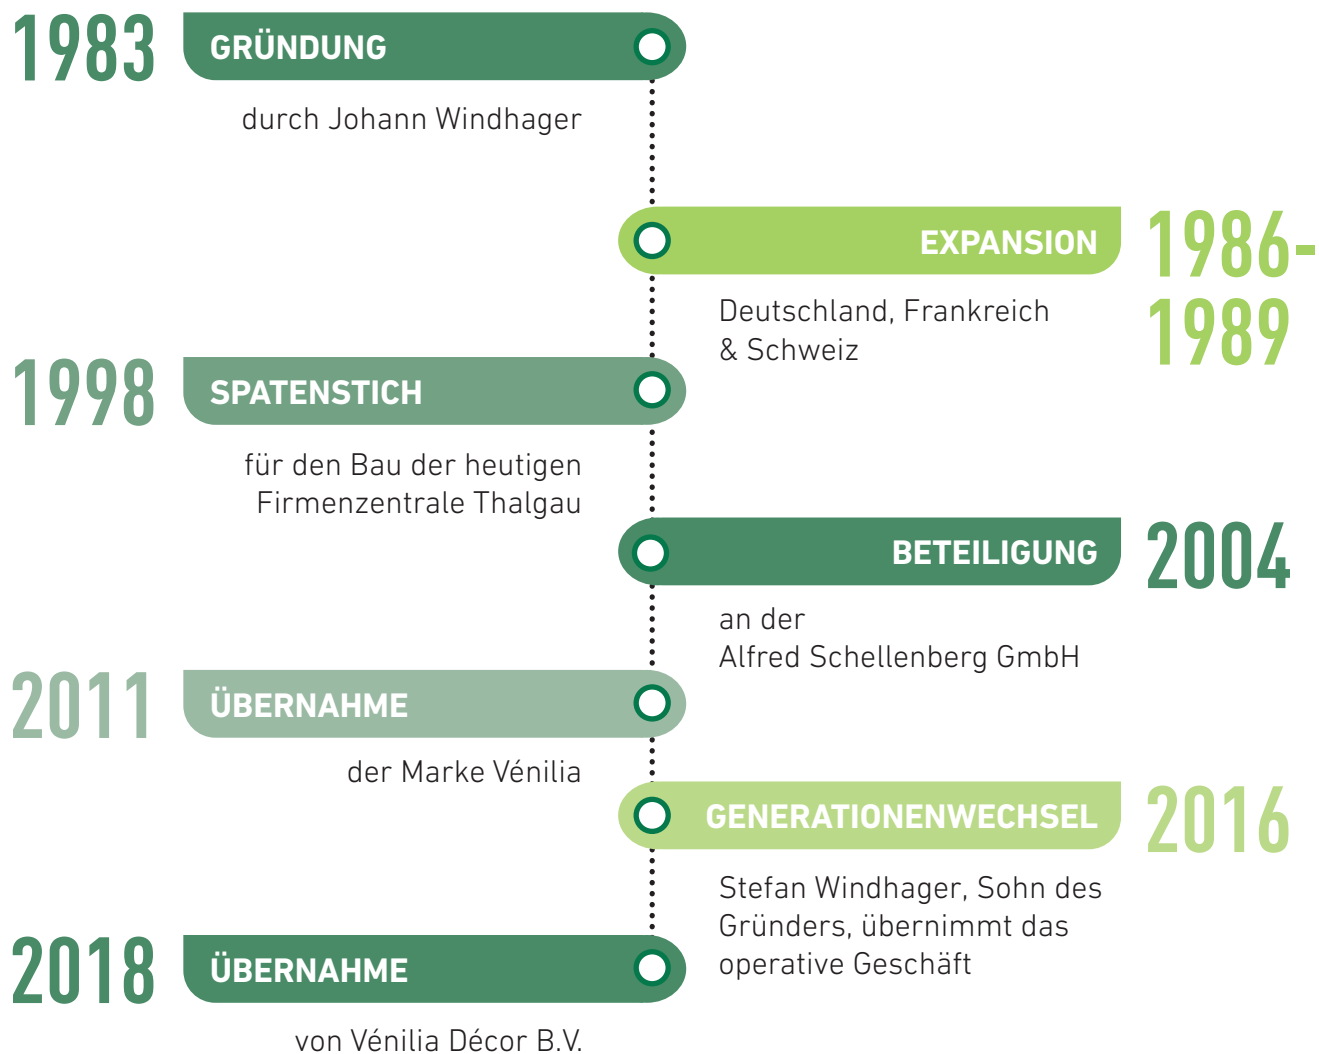 1983 GRÜNDUNG
durch Johann Windhager
EXPANSION 1986-
1989
Deutschland, Frankreich
& Schweiz
1998 SPATENSTICH
für den Bau der heutigen
Firmenzentrale Thalgau
BETEILIGUNG 2004
an der
Alfred Schellenberg GmbH
2011 ÜBERNAHME
der Marke Vénilia
GENERATIONENWECHSEL 2016
Stefan Windhager, Sohn des
Gründers, übernimmt das
operative Geschäft
2018 ÜBERNAHME
von Vénilia Décor B.V.